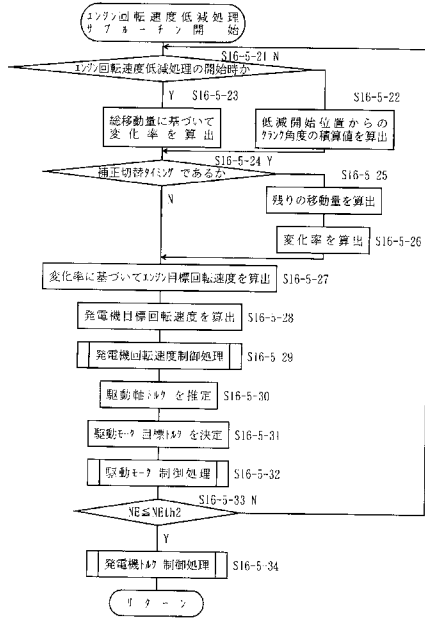 エンジン回転速度低減処理
サブルーチン 開始
S16-5-21 N
エンジン回転速度低減処理の開始時か
Y S16-5-23
S16-5-22
総移動量に基づいて
変化率を算出
低減開始位置からの
クランク角度の積算値を算出
S16-5-24 Y
補正切替タイミング であるか
S16-5 25
残りの移動量を算出
N
変化率を算出 S16-5-26
変化率に基づいてエンジン目標回転速度を算出 S16-5-27
発電機目標回転速度を算出 S16-5-28
発電機回転速度制御処理 S16-5 29
駆動軸トルク を推定 S16-5-30
駆動モータ 目標トルク を決定 S16-5-31
駆動モータ 制御処理 S16-5-32
S16-5-33 N
NE≦NEth2
Y
発電機トルク 制御処理 S16-5-34
リターン